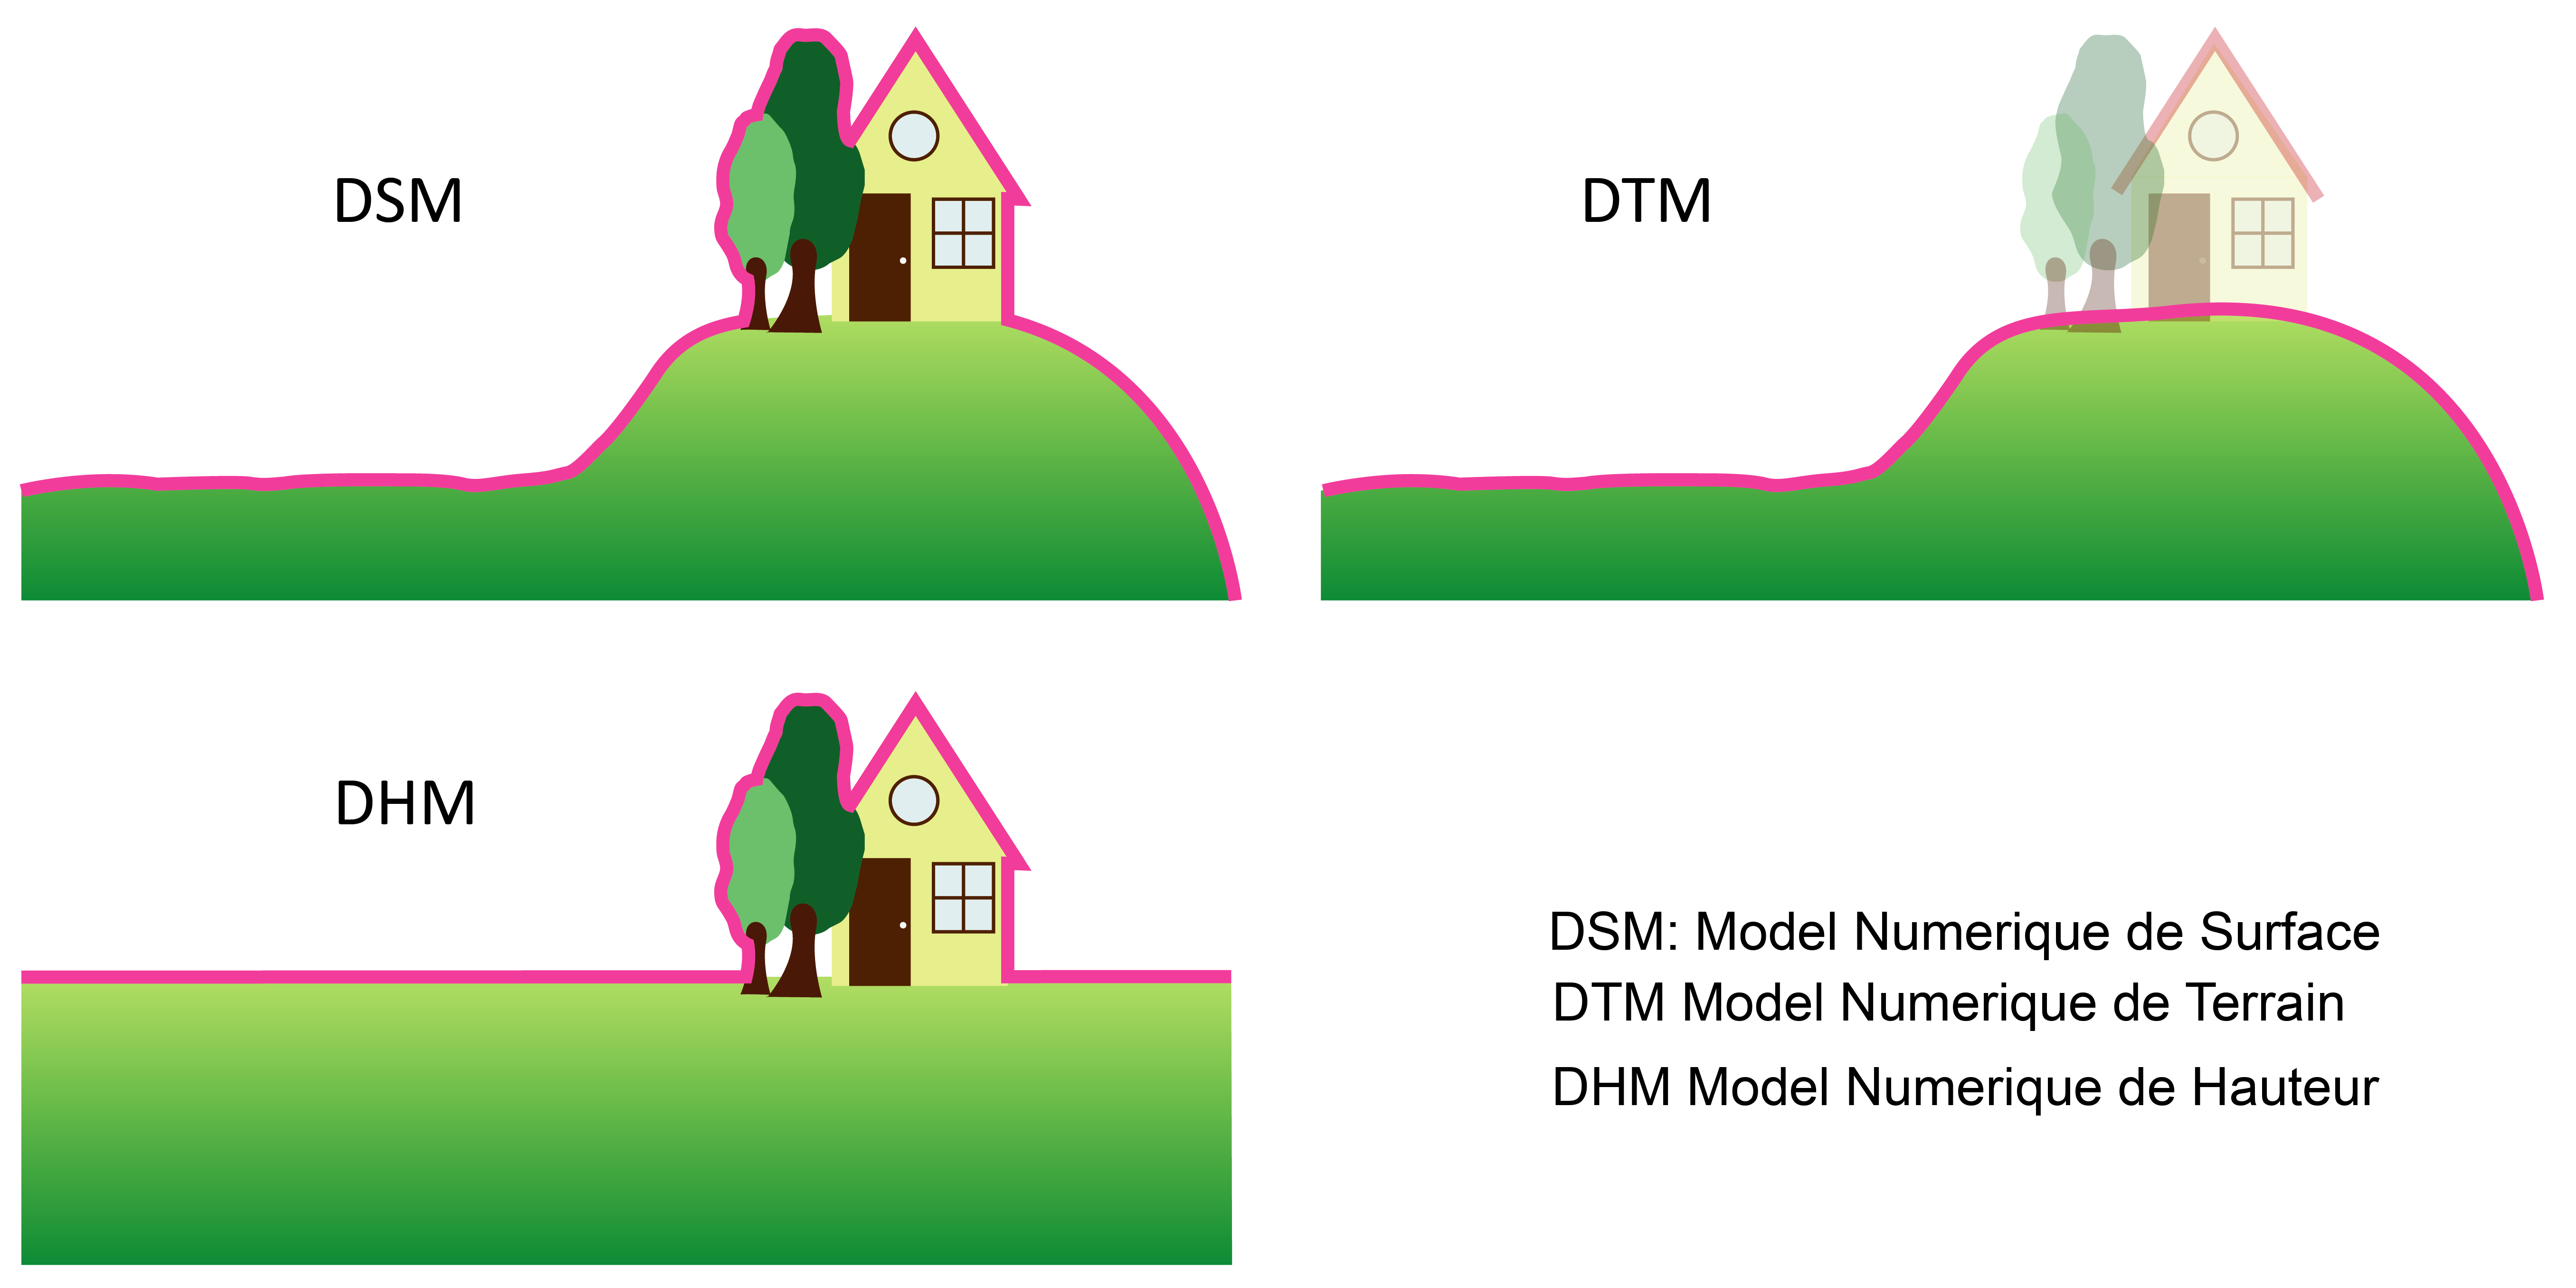 DSM
DTM
DHM
DSM: Model Numerique de Surface
DTM Model Numerique de Terrain
DHM Model Numerique de Hauteur